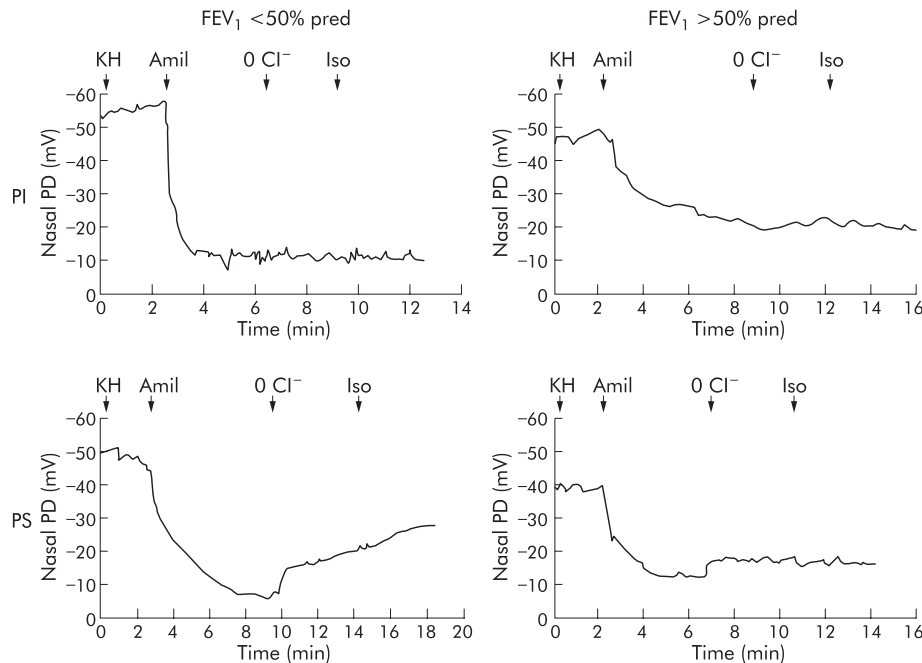 FEV₁ <50% pred
FEV₁ >50% pred
KH Amil 0 Cl⁻ Iso
KH Amil 0 Cl⁻ Iso
PI
Nasal PD (mV)
–60
–50
–40
–30
–20
–10
0
0 2 4 6 8 10 12 14
Time (min)
Nasal PD (mV)
–60
–50
–40
–30
–20
–10
0
0 2 4 6 8 10 12 14 16
Time (min)
KH Amil 0 Cl⁻ Iso
KH Amil 0 Cl⁻ Iso
PS
Nasal PD (mV)
–60
–50
–40
–30
–20
–10
0
0 2 4 6 8 10 12 14 16 18 20
Time (min)
Nasal PD (mV)
–60
–50
–40
–30
–20
–10
0
0 2 4 6 8 10 12 14 16
Time (min)